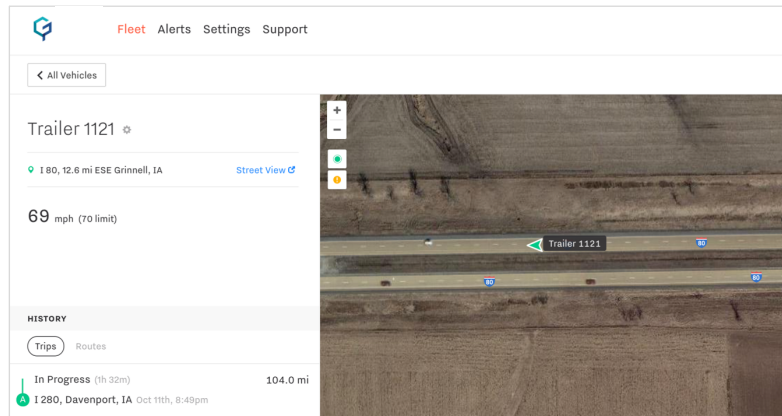 Fleet Alerts Settings Support
All Vehicles
Trailer 1121
I 80, 12.6 mi ESE Grinnell, IA Street View
69 mph (70 limit)
+
−
Trailer 1121
80
80
80
HISTORY
Trips Routes
In Progress (1h 32m) 104.0 mi
A I 280, Davenport, IA Oct 11th, 8:49pm